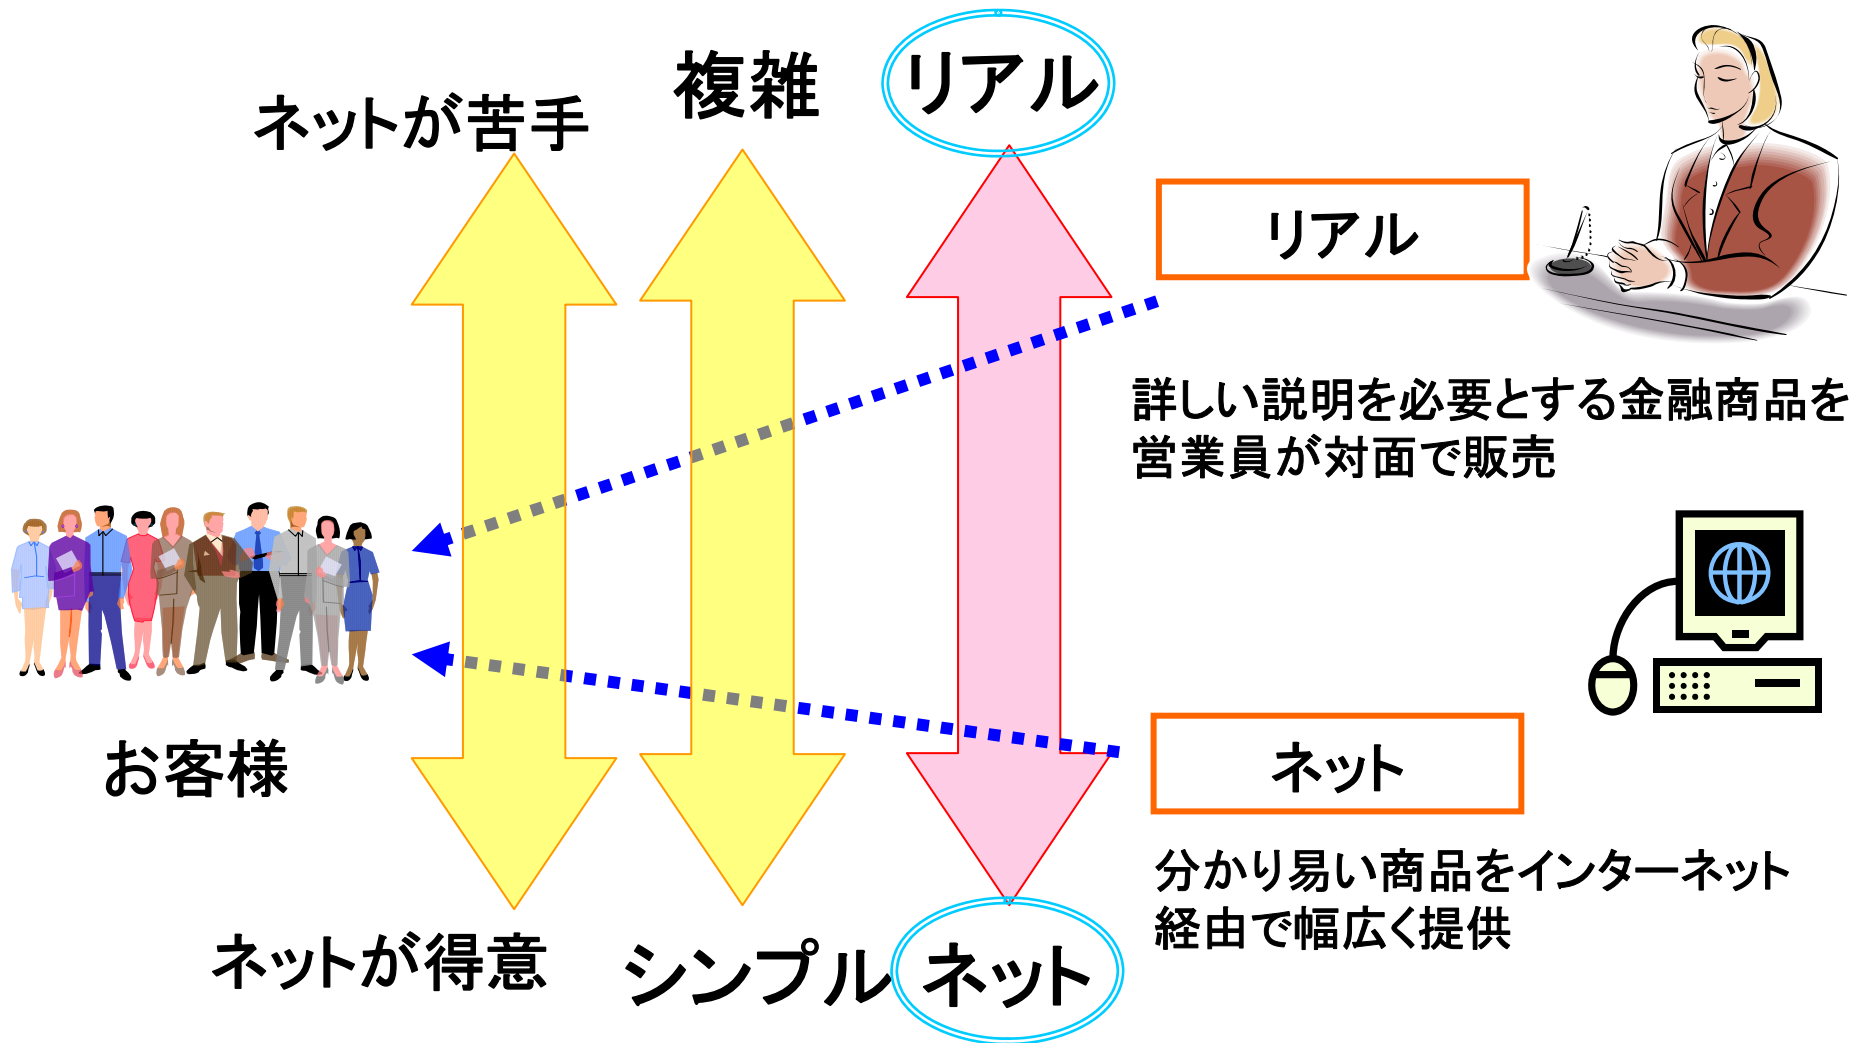 複雑
リアル
ネットが苦手
リアル
詳しい説明を必要とする金融商品を
営業員が対面で販売
お客様
ネット
分かり易い商品をインターネット
経由で幅広く提供
ネットが得意
シンプル
ネット